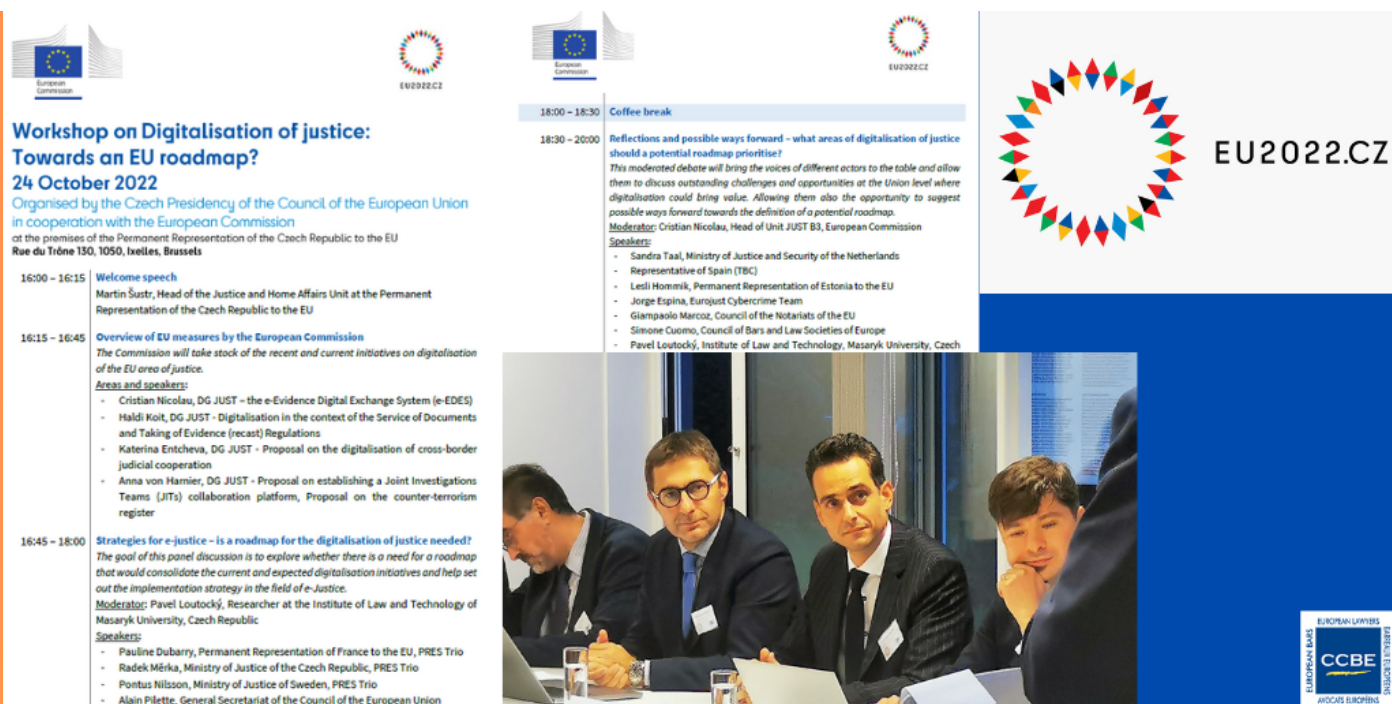 European
Commission
EU2022.CZ
Workshop on Digitalisation of justice:
Towards an EU roadmap?
24 October 2022
Organised by the Czech Presidency of the Council of the European Union
in cooperation with the European Commission
at the premises of the Permanent Representation of the Czech Republic to the EU
Rue du Trône 130, 1050, Ixelles, Brussels
16:00 – 16:15 Welcome speech
Martin Šustr, Head of the Justice and Home Affairs Unit at the Permanent
Representation of the Czech Republic to the EU
16:15 – 16:45 Overview of EU measures by the European Commission
The Commission will take stock of the recent and current initiatives on digitalisation
of the EU area of justice.
Areas and speakers:
- Cristian Nicolau, DG JUST – the e-Evidence Digital Exchange System (e-EDES)
- Haldi Koit, DG JUST - Digitalisation in the context of the Service of Documents
and Taking of Evidence (recast) Regulations
- Katerina Entcheva, DG JUST - Proposal on the digitalisation of cross-border
judicial cooperation
- Anna von Harnier, DG JUST - Proposal on establishing a Joint Investigations
Teams (JITs) collaboration platform, Proposal on the counter-terrorism
register
16:45 – 18:00 Strategies for e-justice – is a roadmap for the digitalisation of justice needed?
The goal of this panel discussion is to explore whether there is a need for a roadmap
that would consolidate the current and expected digitalisation initiatives and help set
out the implementation strategy in the field of e-Justice.
Moderator: Pavel Loutocký, Researcher at the Institute of Law and Technology of
Masaryk University, Czech Republic
Speakers:
- Pauline Dubarry, Permanent Representation of France to the EU, PRES Trio
- Radek Měrka, Ministry of Justice of the Czech Republic, PRES Trio
- Pontus Nilsson, Ministry of Justice of Sweden, PRES Trio
- Alain Pilette, General Secretariat of the Council of the European Union
European
Commission
EU2022.CZ
18:00 – 18:30 Coffee break
18:30 – 20:00 Reflections and possible ways forward – what areas of digitalisation of justice
should a potential roadmap prioritise?
This moderated debate will bring the voices of different actors to the table and allow
them to discuss outstanding challenges and opportunities at the Union level where
digitalisation could bring value. Allowing them also the opportunity to suggest
possible ways forward towards the definition of a potential roadmap.
Moderator: Cristian Nicolau, Head of Unit JUST B3, European Commission
Speakers:
- Sandra Taal, Ministry of Justice and Security of the Netherlands
- Representative of Spain (TBC)
- Lesli Hommik, Permanent Representation of Estonia to the EU
- Jorge Espina, Eurojust Cybercrime Team
- Giampaolo Marcoz, Council of the Notariats of the EU
- Simone Cuomo, Council of Bars and Law Societies of Europe
- Pavel Loutocký, Institute of Law and Technology, Masaryk University, Czech
EU2022.CZ
EUROPEAN LAWYERS
EUROPEAN BARS
CCBE
BARREAUX EUROPÉENS
AVOCATS EUROPÉENS